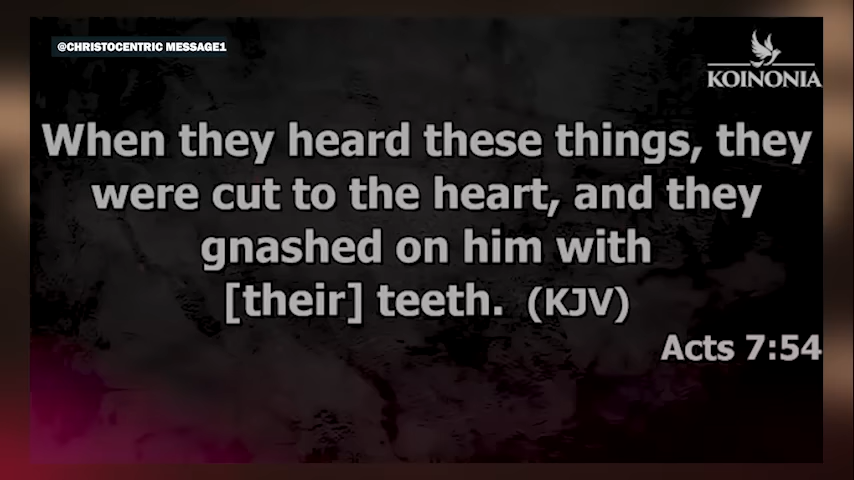 @CHRISTOCENTRIC MESSAGE1
KOINONIA
When they heard these things, they
were cut to the heart, and they
gnashed on him with
[their] teeth. (KJV)
Acts 7:54